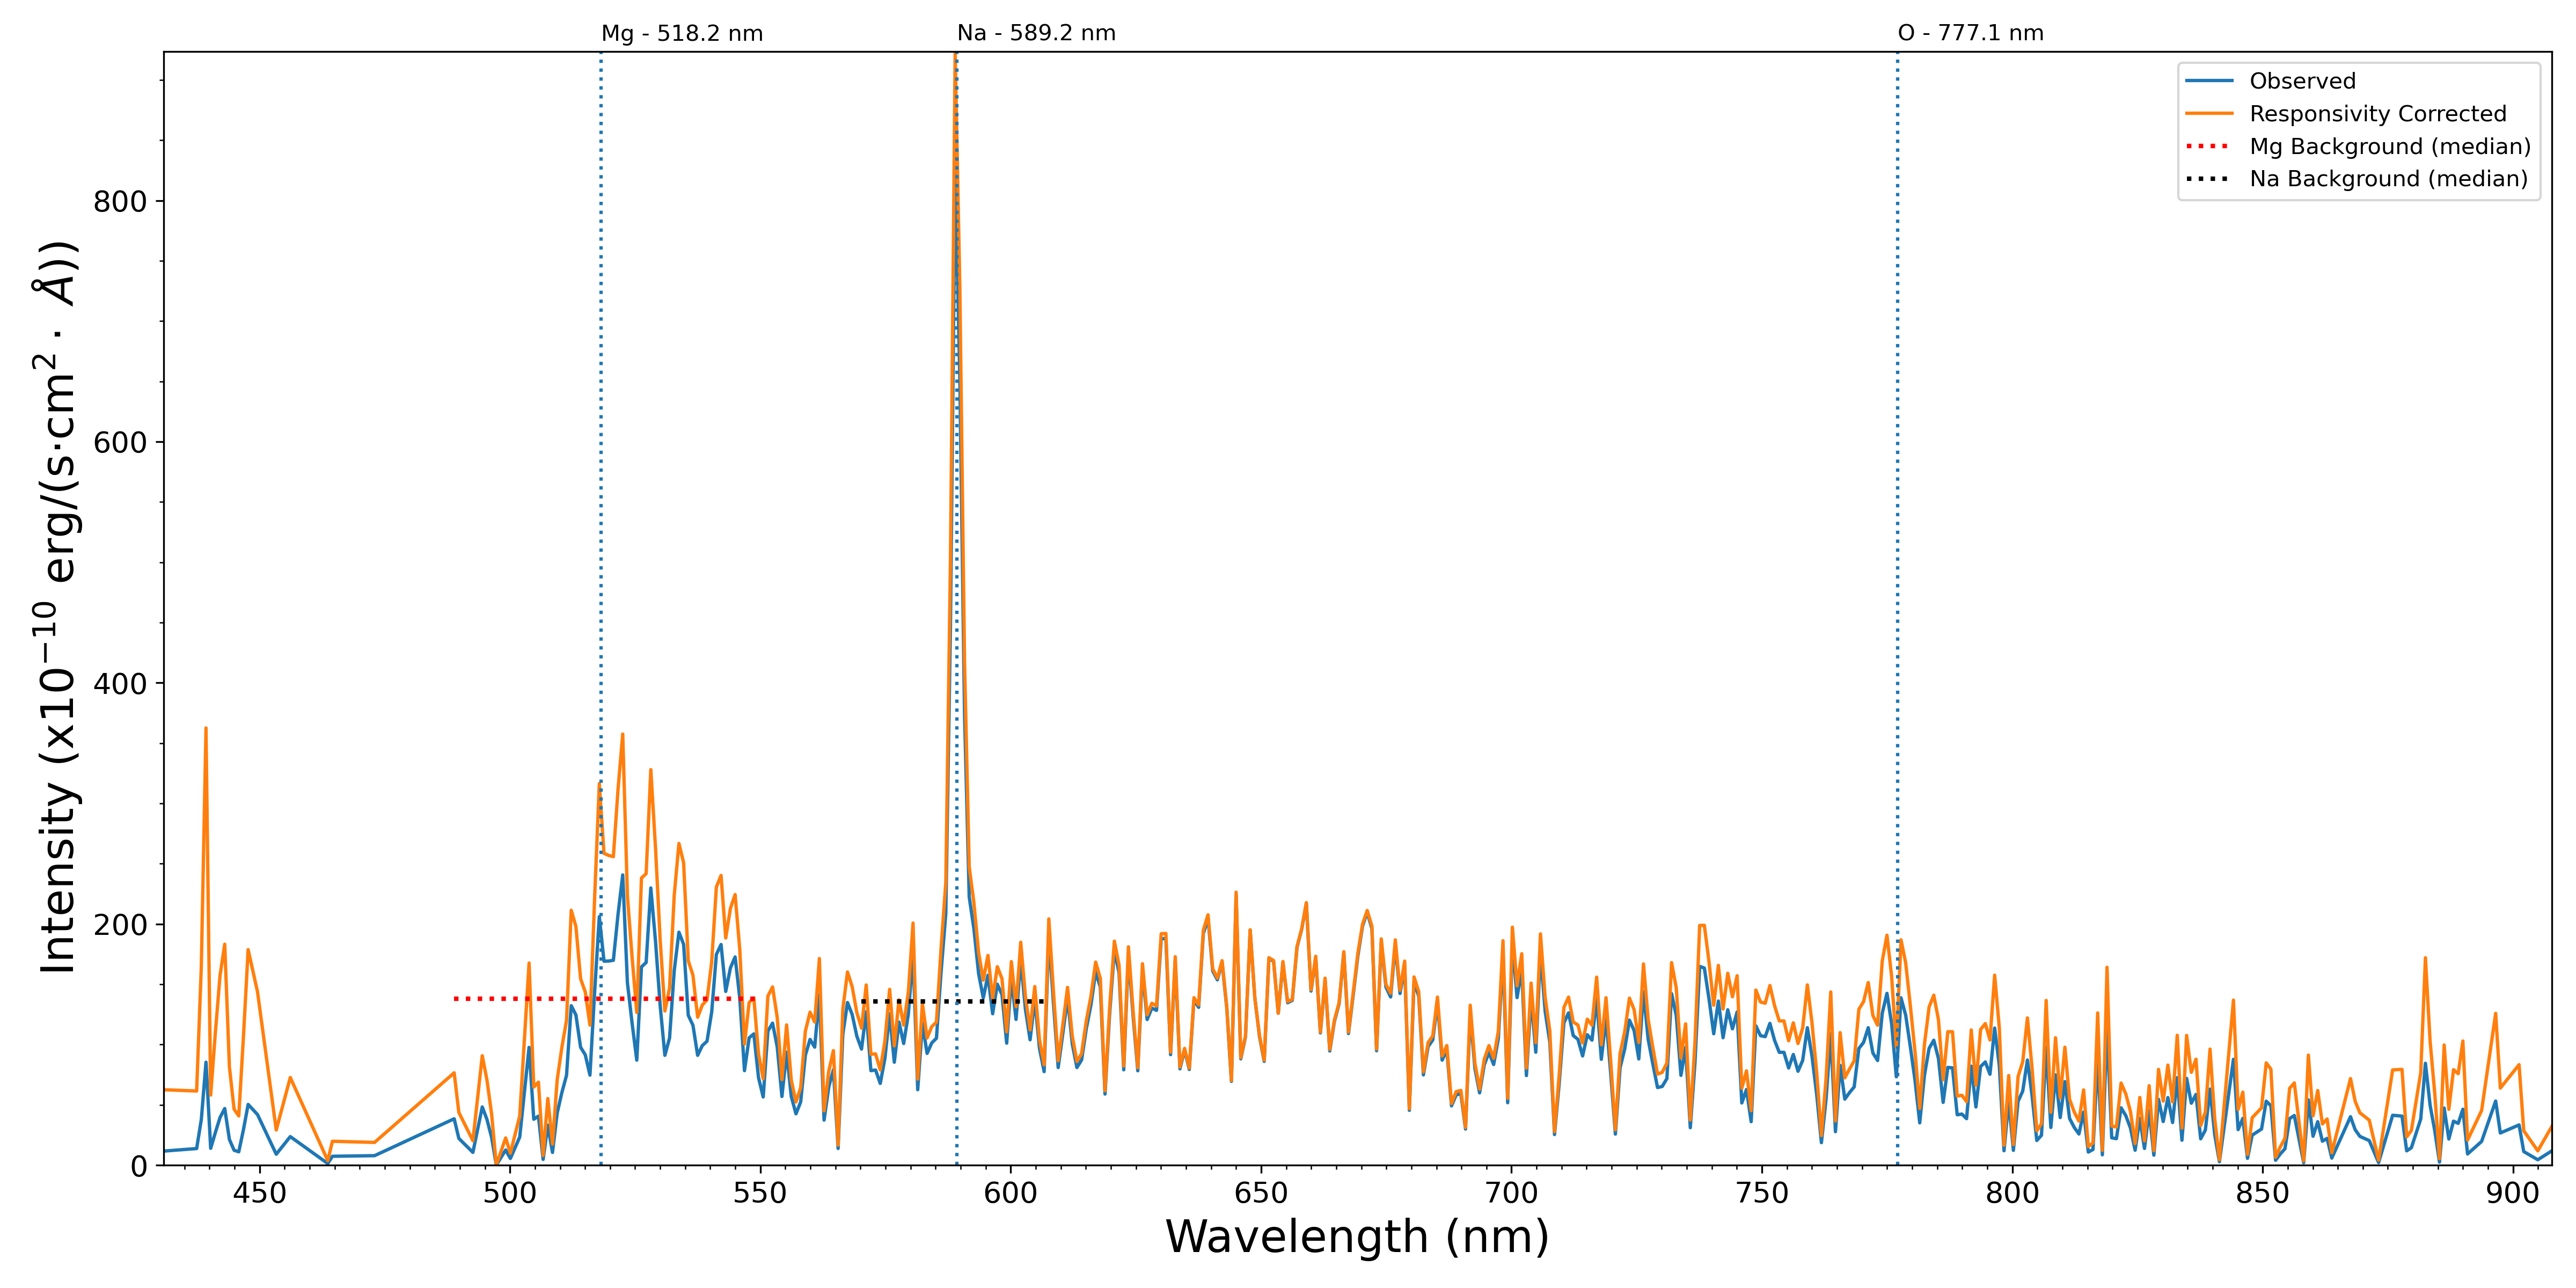 Mg - 518.2 nm
Na - 589.2 nm
O - 777.1 nm
Observed
Responsivity Corrected
Mg Background (median)
Na Background (median)
Intensity (x10⁻¹⁰ erg/(s·cm² · Å))
800
600
400
200
0
450
500
550
600
650
700
750
800
850
900
Wavelength (nm)